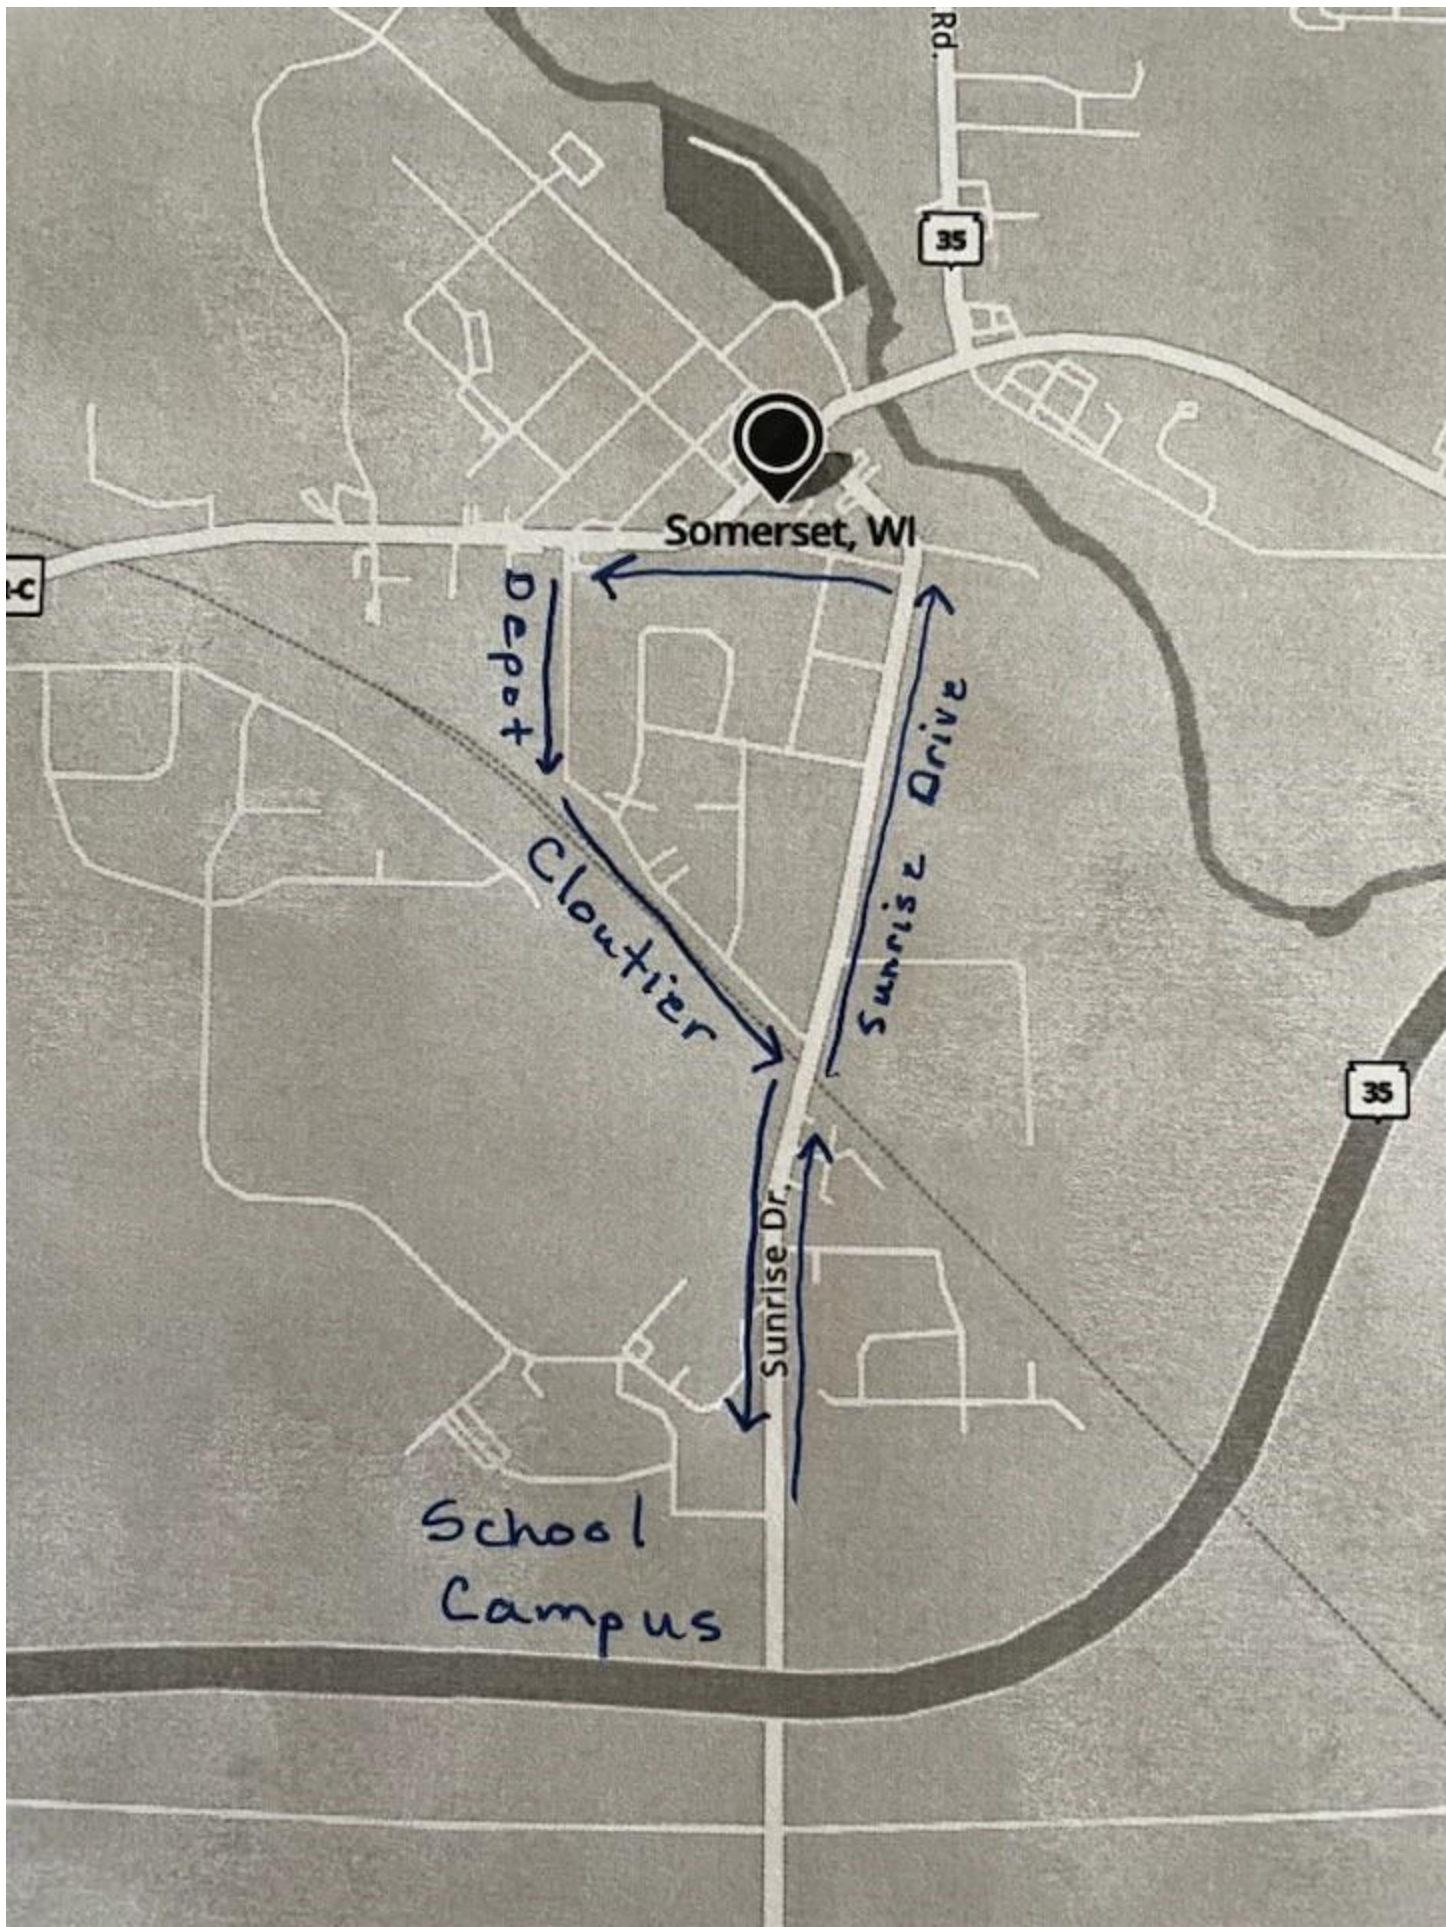 Rd.
35
Somerset, WI
-C
Depot
Sunrise Drive
Cloutier
35
Sunrise Dr.
School
Campus